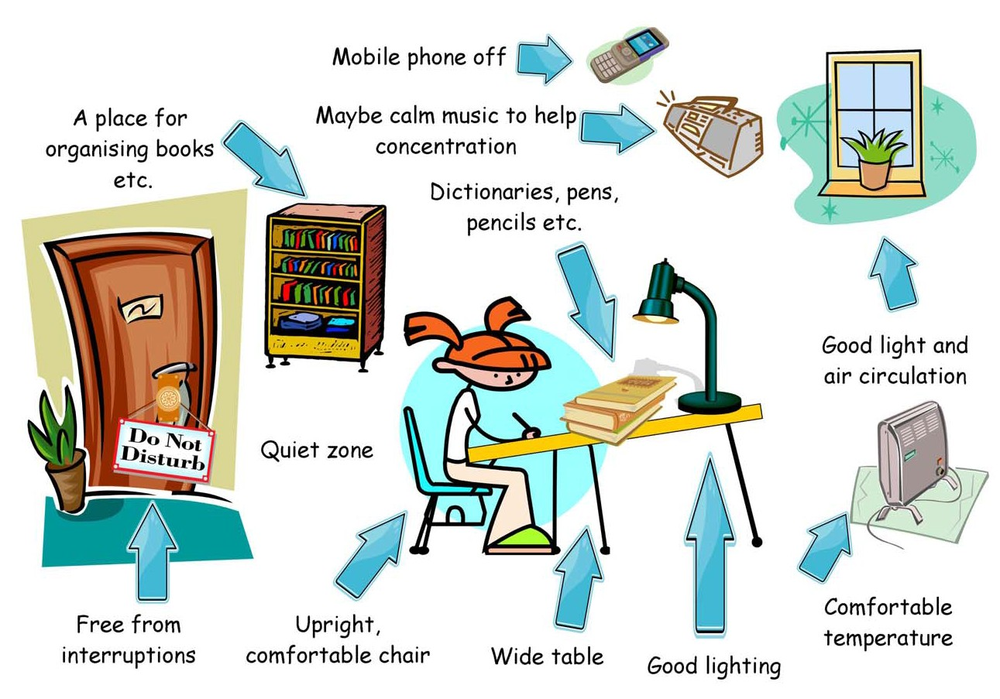 Mobile phone off
Maybe calm music to help
concentration
A place for
organising books
etc.
Dictionaries, pens,
pencils etc.
Good light and
air circulation
Do Not
Disturb
Quiet zone
Free from
interruptions
Upright,
comfortable chair
Wide table
Good lighting
Comfortable
temperature